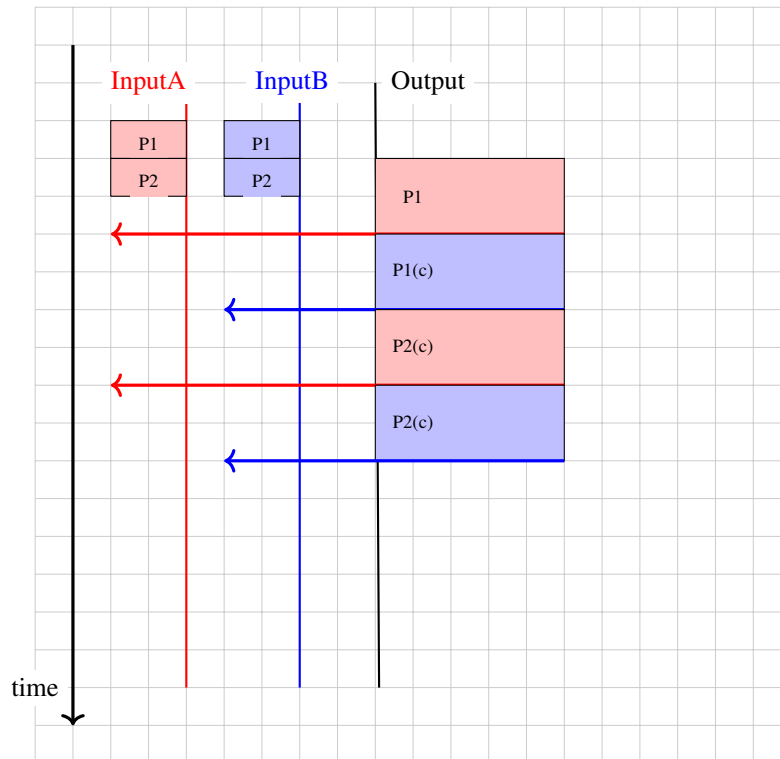 InputA InputB Output
P1 P1
P2 P2
P1
P1(c)
P2(c)
P2(c)
time